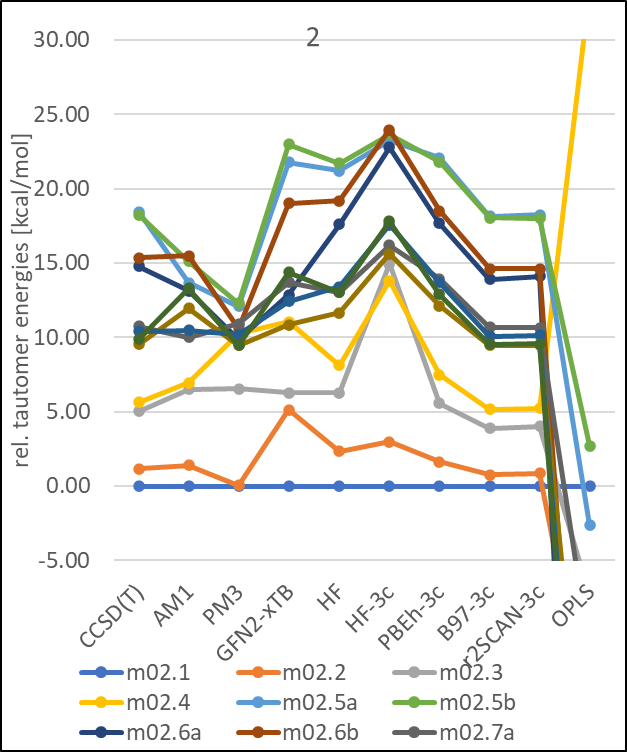 2
30.00
25.00
20.00
15.00
10.00
5.00
0.00
-5.00
rel. tautomer energies [kcal/mol]
CCSD(T)
AM1
PM3
GFN2-xTB
HF
HF-3c
PBEh-3c
B97-3c
r2SCAN-3c
OPLS
m02.1 m02.2 m02.3
m02.4 m02.5a m02.5b
m02.6a m02.6b m02.7a